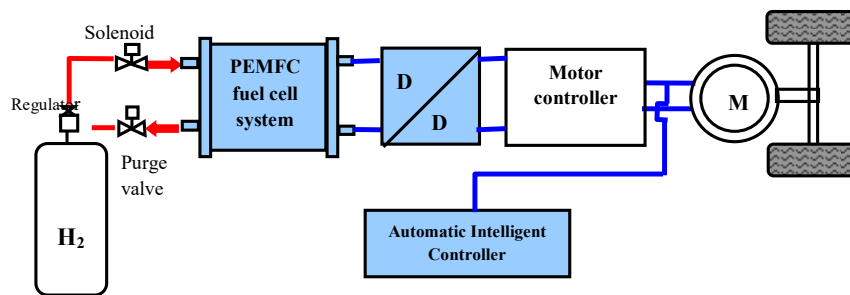 Solenoid
Regulator
Purge
valve
H₂
PEMFC
fuel cell
system
D
D
Motor
controller
M
Automatic Intelligent
Controller